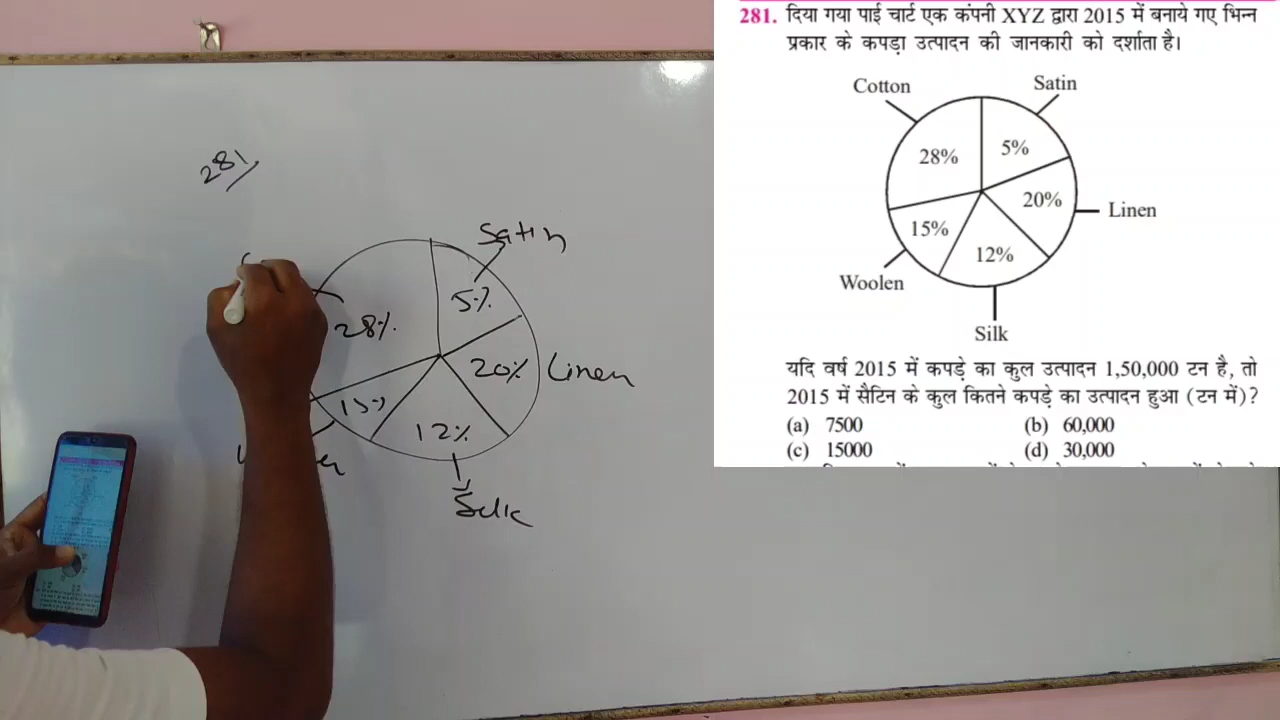 281. दिया गया पाई चार्ट एक कंपनी XYZ द्वारा 2015 में बनाये गए भिन्न
प्रकार के कपड़ा उत्पादन की जानकारी को दर्शाता है।
Cotton
Satin
28%
5%
20%
Linen
15%
12%
Woolen
Silk
यदि वर्ष 2015 में कपड़े का कुल उत्पादन 1,50,000 टन है, तो
2015 में सैटिन के कुल कितने कपड़े का उत्पादन हुआ (टन में)?
(a) 7500 (b) 60,000
(c) 15000 (d) 30,000
281
Satin
5%
28%
20% Linen
15%
12%
Silk